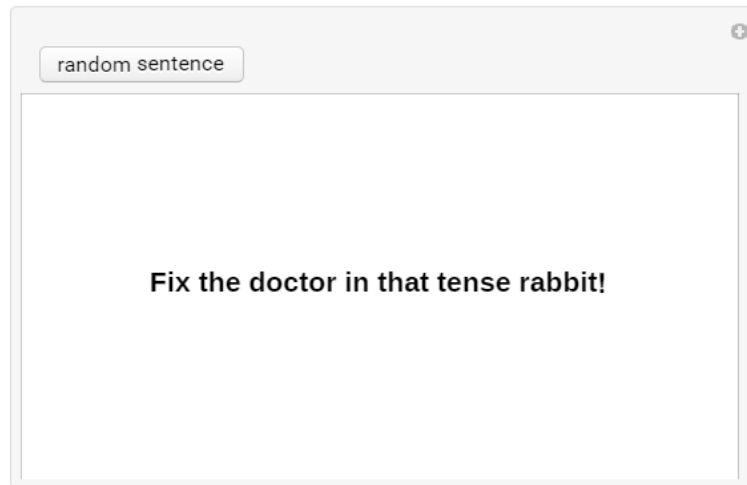 random sentence
Fix the doctor in that tense rabbit!